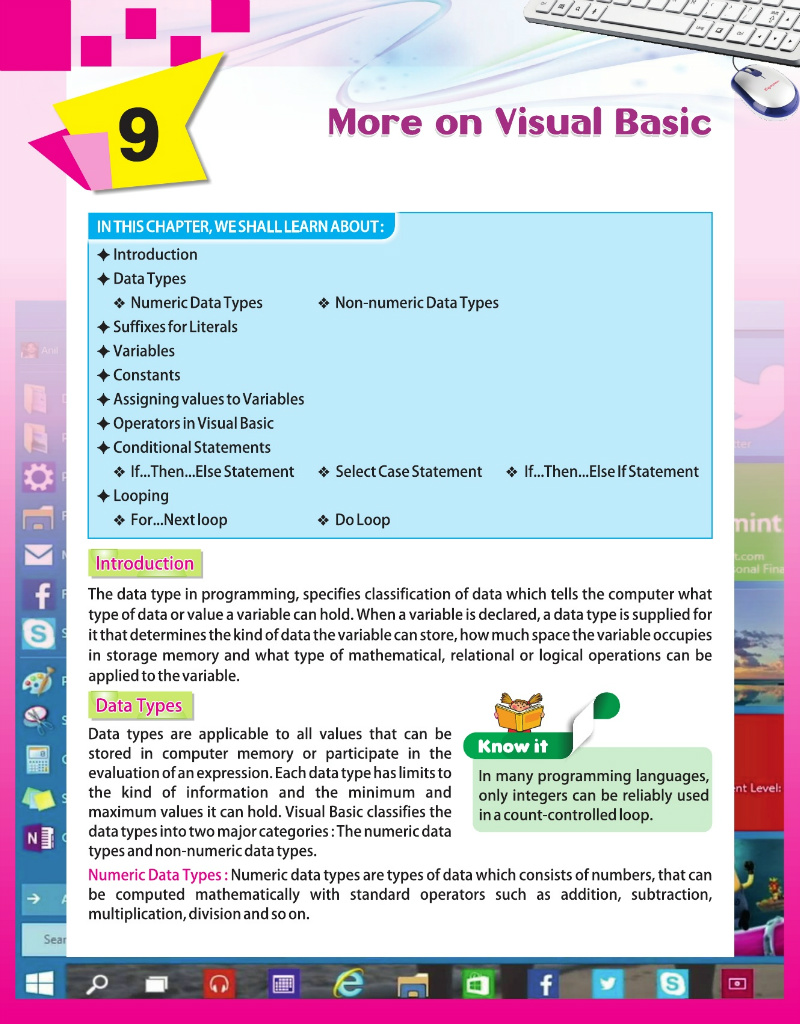 9
More on Visual Basic
IN THIS CHAPTER, WE SHALL LEARN ABOUT :
✦ Introduction
✦ Data Types
❖ Numeric Data Types ❖ Non-numeric Data Types
✦ Suffixes for Literals
✦ Variables
✦ Constants
✦ Assigning values to Variables
✦ Operators in Visual Basic
✦ Conditional Statements
❖ If...Then...Else Statement ❖ Select Case Statement ❖ If...Then...Else If Statement
✦ Looping
❖ For...Next loop ❖ Do Loop
Introduction
The data type in programming, specifies classification of data which tells the computer what
type of data or value a variable can hold. When a variable is declared, a data type is supplied for
it that determines the kind of data the variable can store, how much space the variable occupies
in storage memory and what type of mathematical, relational or logical operations can be
applied to the variable.
Data Types
Data types are applicable to all values that can be
stored in computer memory or participate in the
evaluation of an expression. Each data type has limits to
the kind of information and the minimum and
maximum values it can hold. Visual Basic classifies the
data types into two major categories : The numeric data
types and non-numeric data types.
Know it
In many programming languages,
only integers can be reliably used
in a count-controlled loop.
Numeric Data Types : Numeric data types are types of data which consists of numbers, that can
be computed mathematically with standard operators such as addition, subtraction,
multiplication, division and so on.
mint
t.com
onal Fina
nt Level:
Sear